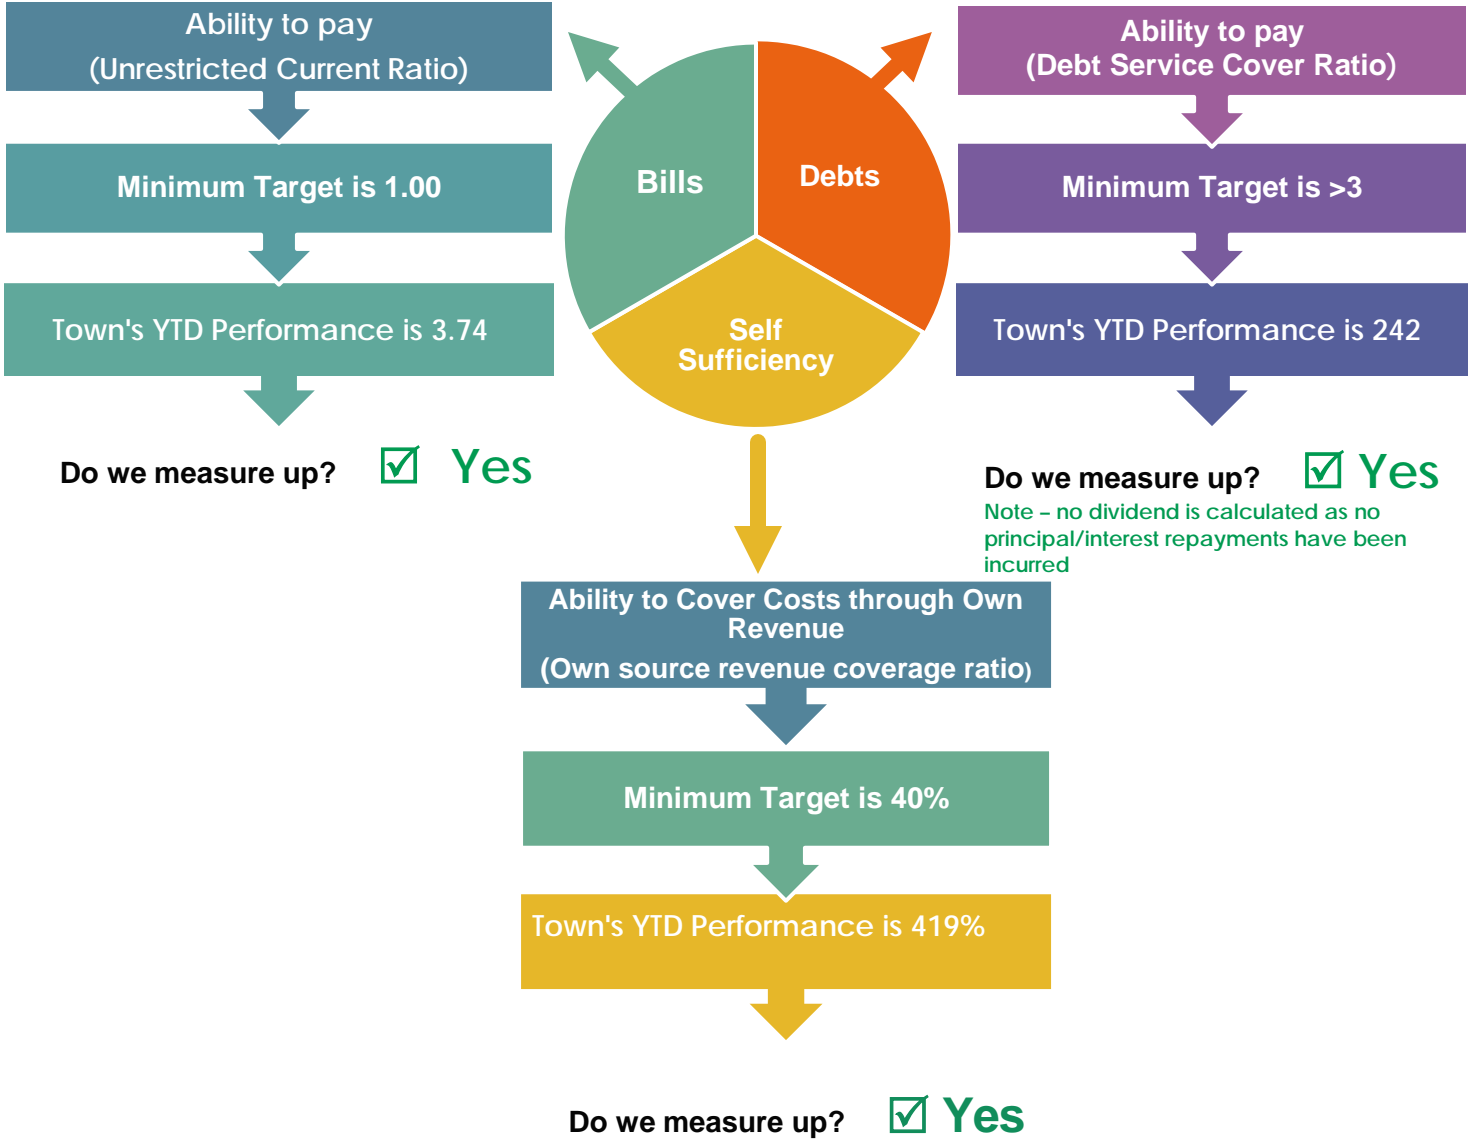 Ability to pay
(Unrestricted Current Ratio)
Minimum Target is 1.00
Town's YTD Performance is 3.74
Do we measure up? ☑ Yes
Bills
Debts
Self
Sufficiency
Ability to pay
(Debt Service Cover Ratio)
Minimum Target is >3
Town's YTD Performance is 242
Do we measure up? ☑ Yes
Note – no dividend is calculated as no
principal/interest repayments have been
incurred
Ability to Cover Costs through Own
Revenue
(Own source revenue coverage ratio)
Minimum Target is 40%
Town's YTD Performance is 419%
Do we measure up? ☑ Yes